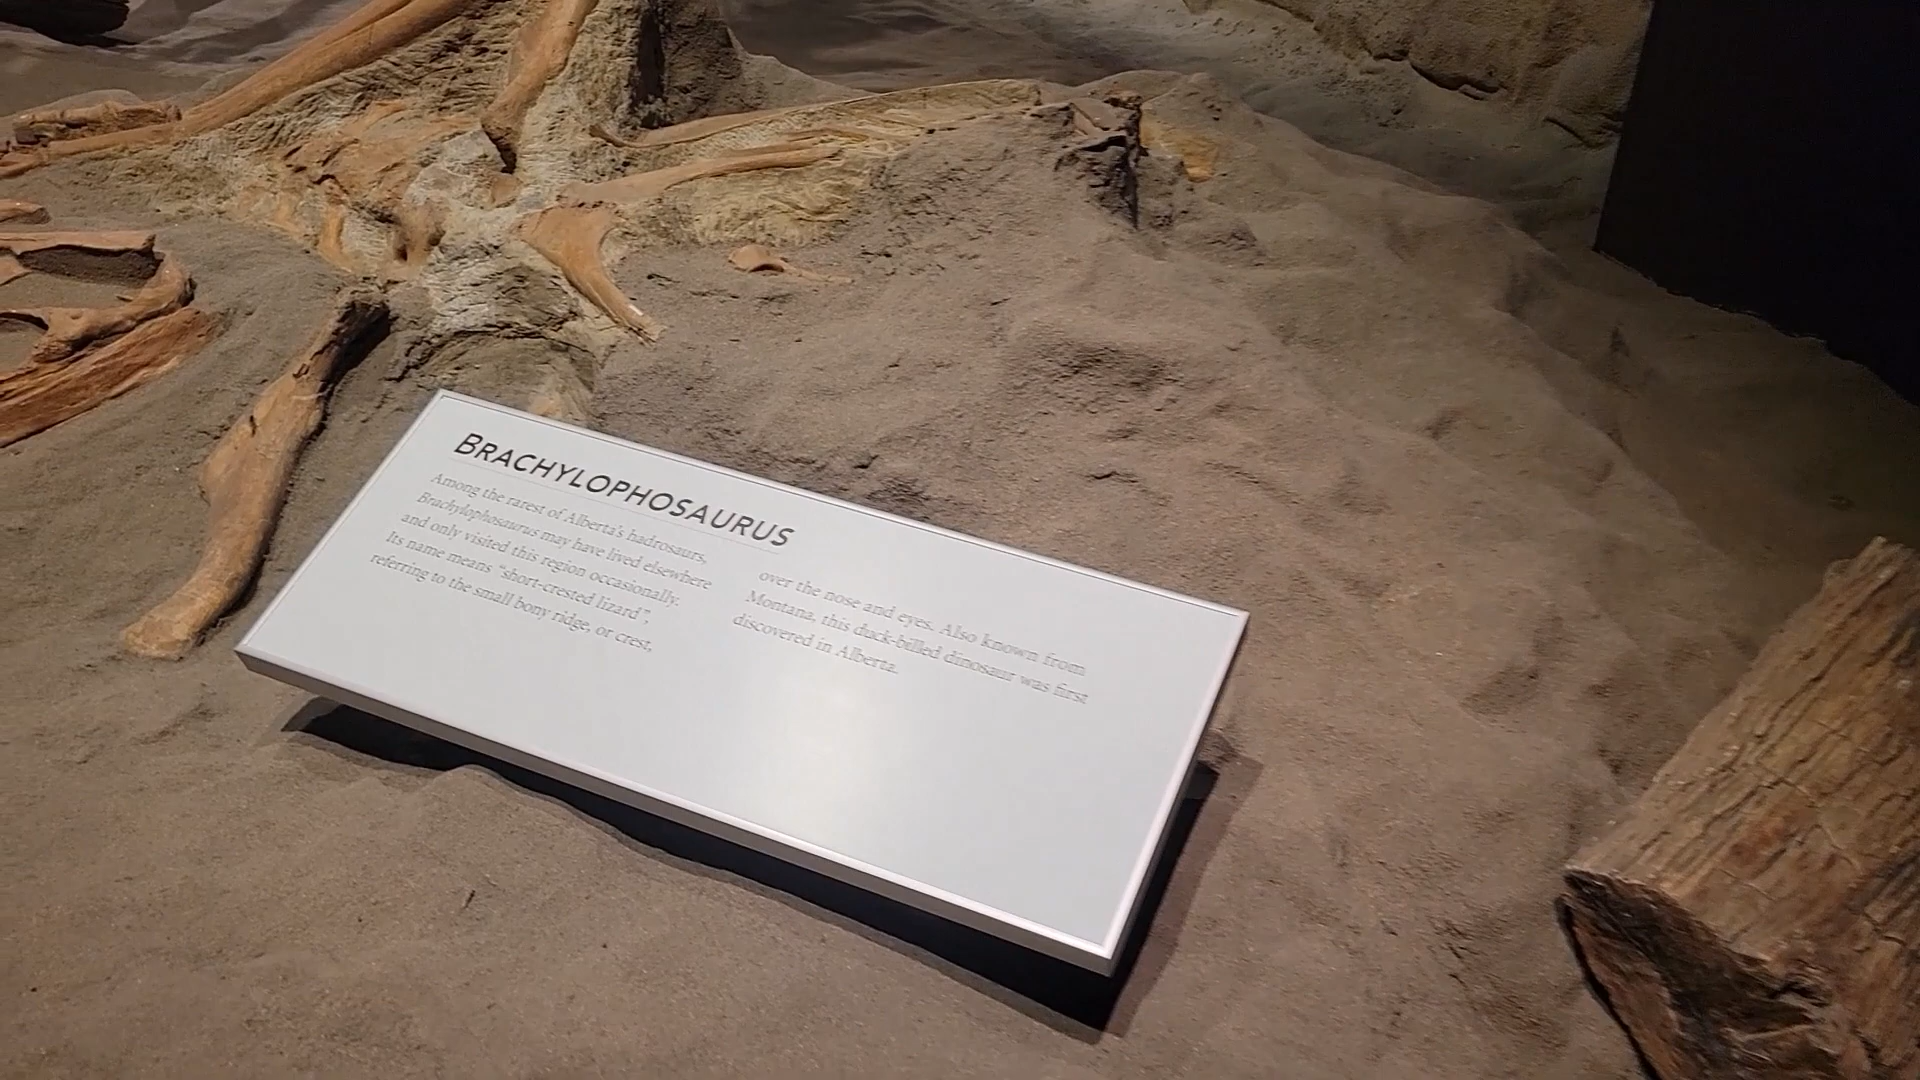 BRACHYLOPHOSAURUS
Among the rarest of Alberta's hadrosaurs,
Brachylophosaurus may have lived elsewhere
and only visited this region occasionally.
Its name means "short-crested lizard",
referring to the small bony ridge, or crest,
over the nose and eyes. Also known from
Montana, this duck-billed dinosaur was first
discovered in Alberta.